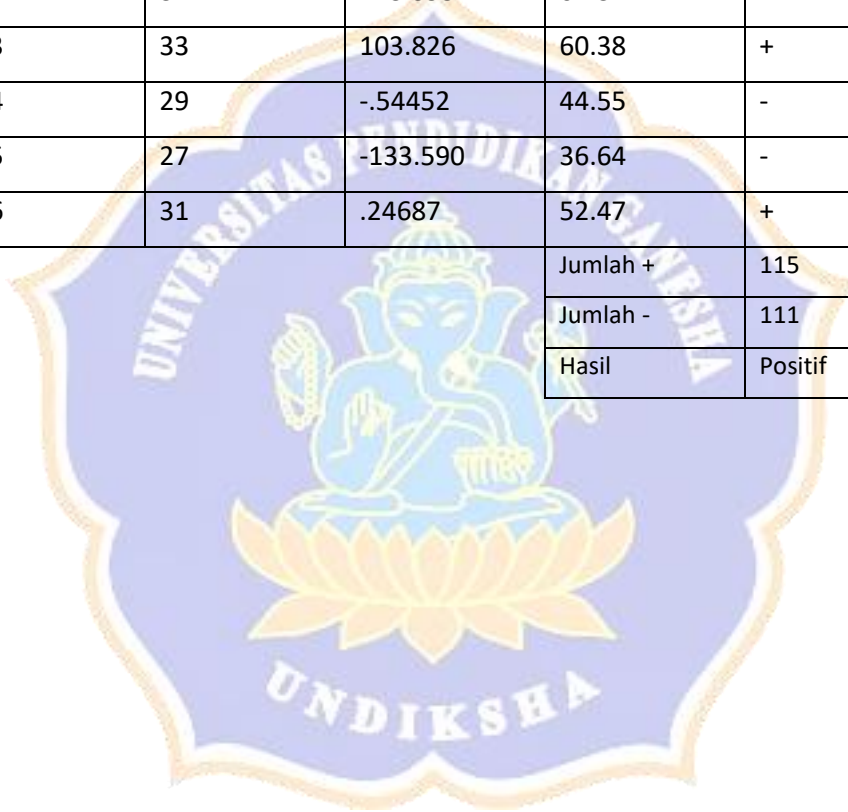 33 103.826 60.38 +
29 -.54452 44.55 -
27 -133.590 36.64 -
31 .24687 52.47 +
Jumlah + 115
Jumlah - 111
Hasil Positif
UNIVERSITAS PENDIDIKAN GANESHA
UNDIKSHA